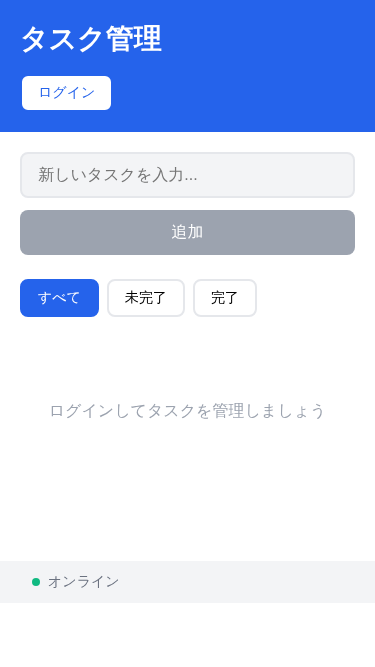 タスク管理
ログイン
新しいタスクを入力...
追加
すべて 未完了 完了
ログインしてタスクを管理しましょう
オンライン